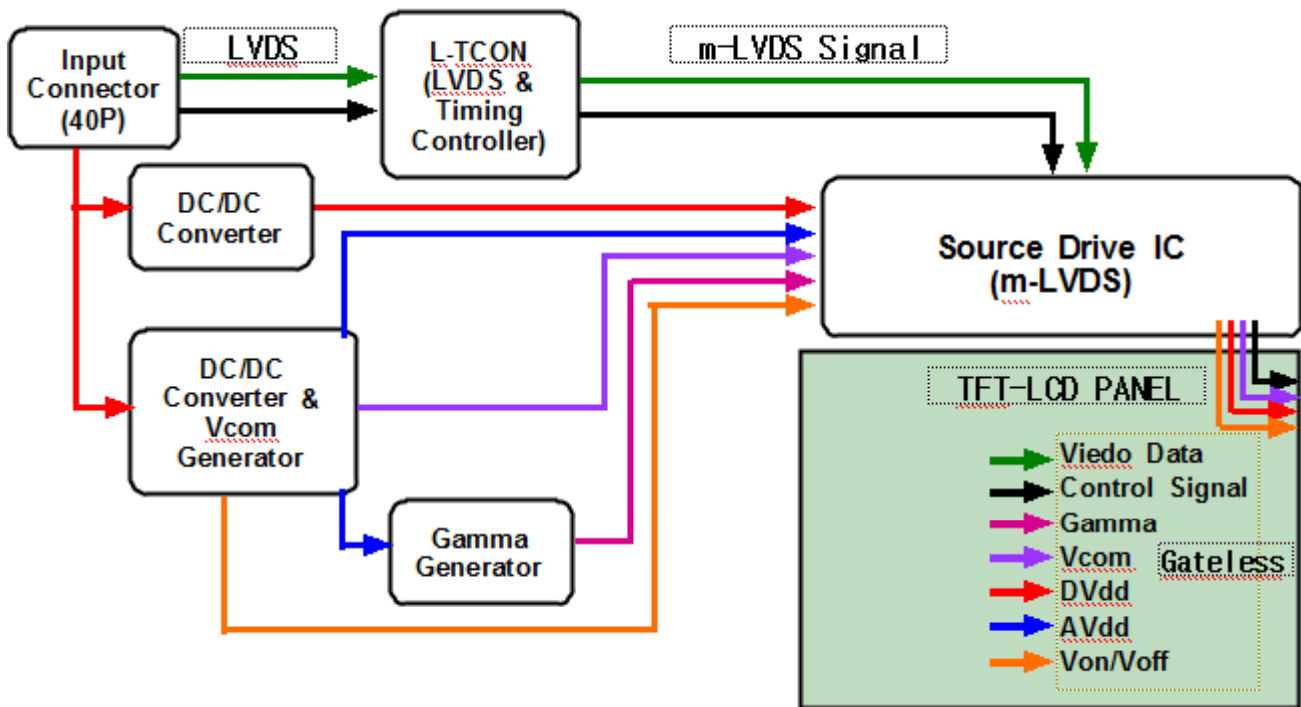 Input
Connector
(40P)
LVDS
L-TCON
(LVDS &
Timing
Controller)
m-LVDS Signal
DC/DC
Converter
Source Drive IC
(m-LVDS)
DC/DC
Converter &
Vcom
Generator
Gamma
Generator
TFT-LCD PANEL
Viedo Data
Control Signal
Gamma
Vcom
Gateless
DVdd
AVdd
Von/Voff